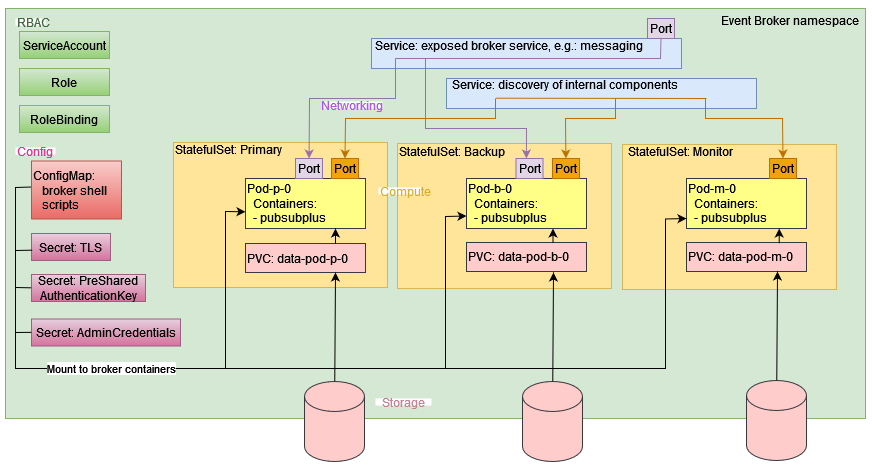 RBAC
Event Broker namespace
ServiceAccount
Role
RoleBinding
Port
Service: exposed broker service, e.g.: messaging
Service: discovery of internal components
Networking
Config
ConfigMap:
broker shell
scripts
Secret: TLS
Secret: PreShared
AuthenticationKey
Secret: AdminCredentials
Mount to broker containers
StatefulSet: Primary
Port
Port
Pod-p-0
Containers:
- pubsubplus
PVC: data-pod-p-0
Compute
StatefulSet: Backup
Port
Port
Pod-b-0
Containers:
- pubsubplus
PVC: data-pod-b-0
StatefulSet: Monitor
Port
Pod-m-0
Containers:
- pubsubplus
PVC: data-pod-m-0
Storage